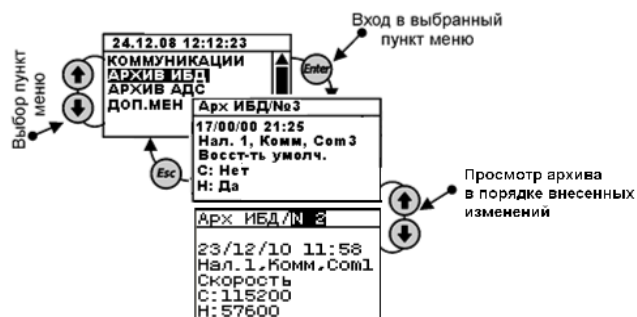 Вход в выбранный
пункт меню
24.12.08 12:12:23
КОММУНИКАЦИИ
АРХИВ ИБД
АРХИВ АДС
ДОП.МЕН
Enter
Выбор пункт
меню
Арх ИБД/№3
17/00/00 21:25
Нал. 1, Комм, Com3
Восст-ть умолч.
С: Нет
Н: Да
Esc
Просмотр архива
в порядке внесенных
изменений
Арх ИБД/N 2
23/12/10 11:58
Нал.1,Комм,Com1
Скорость
С:115200
Н:57600